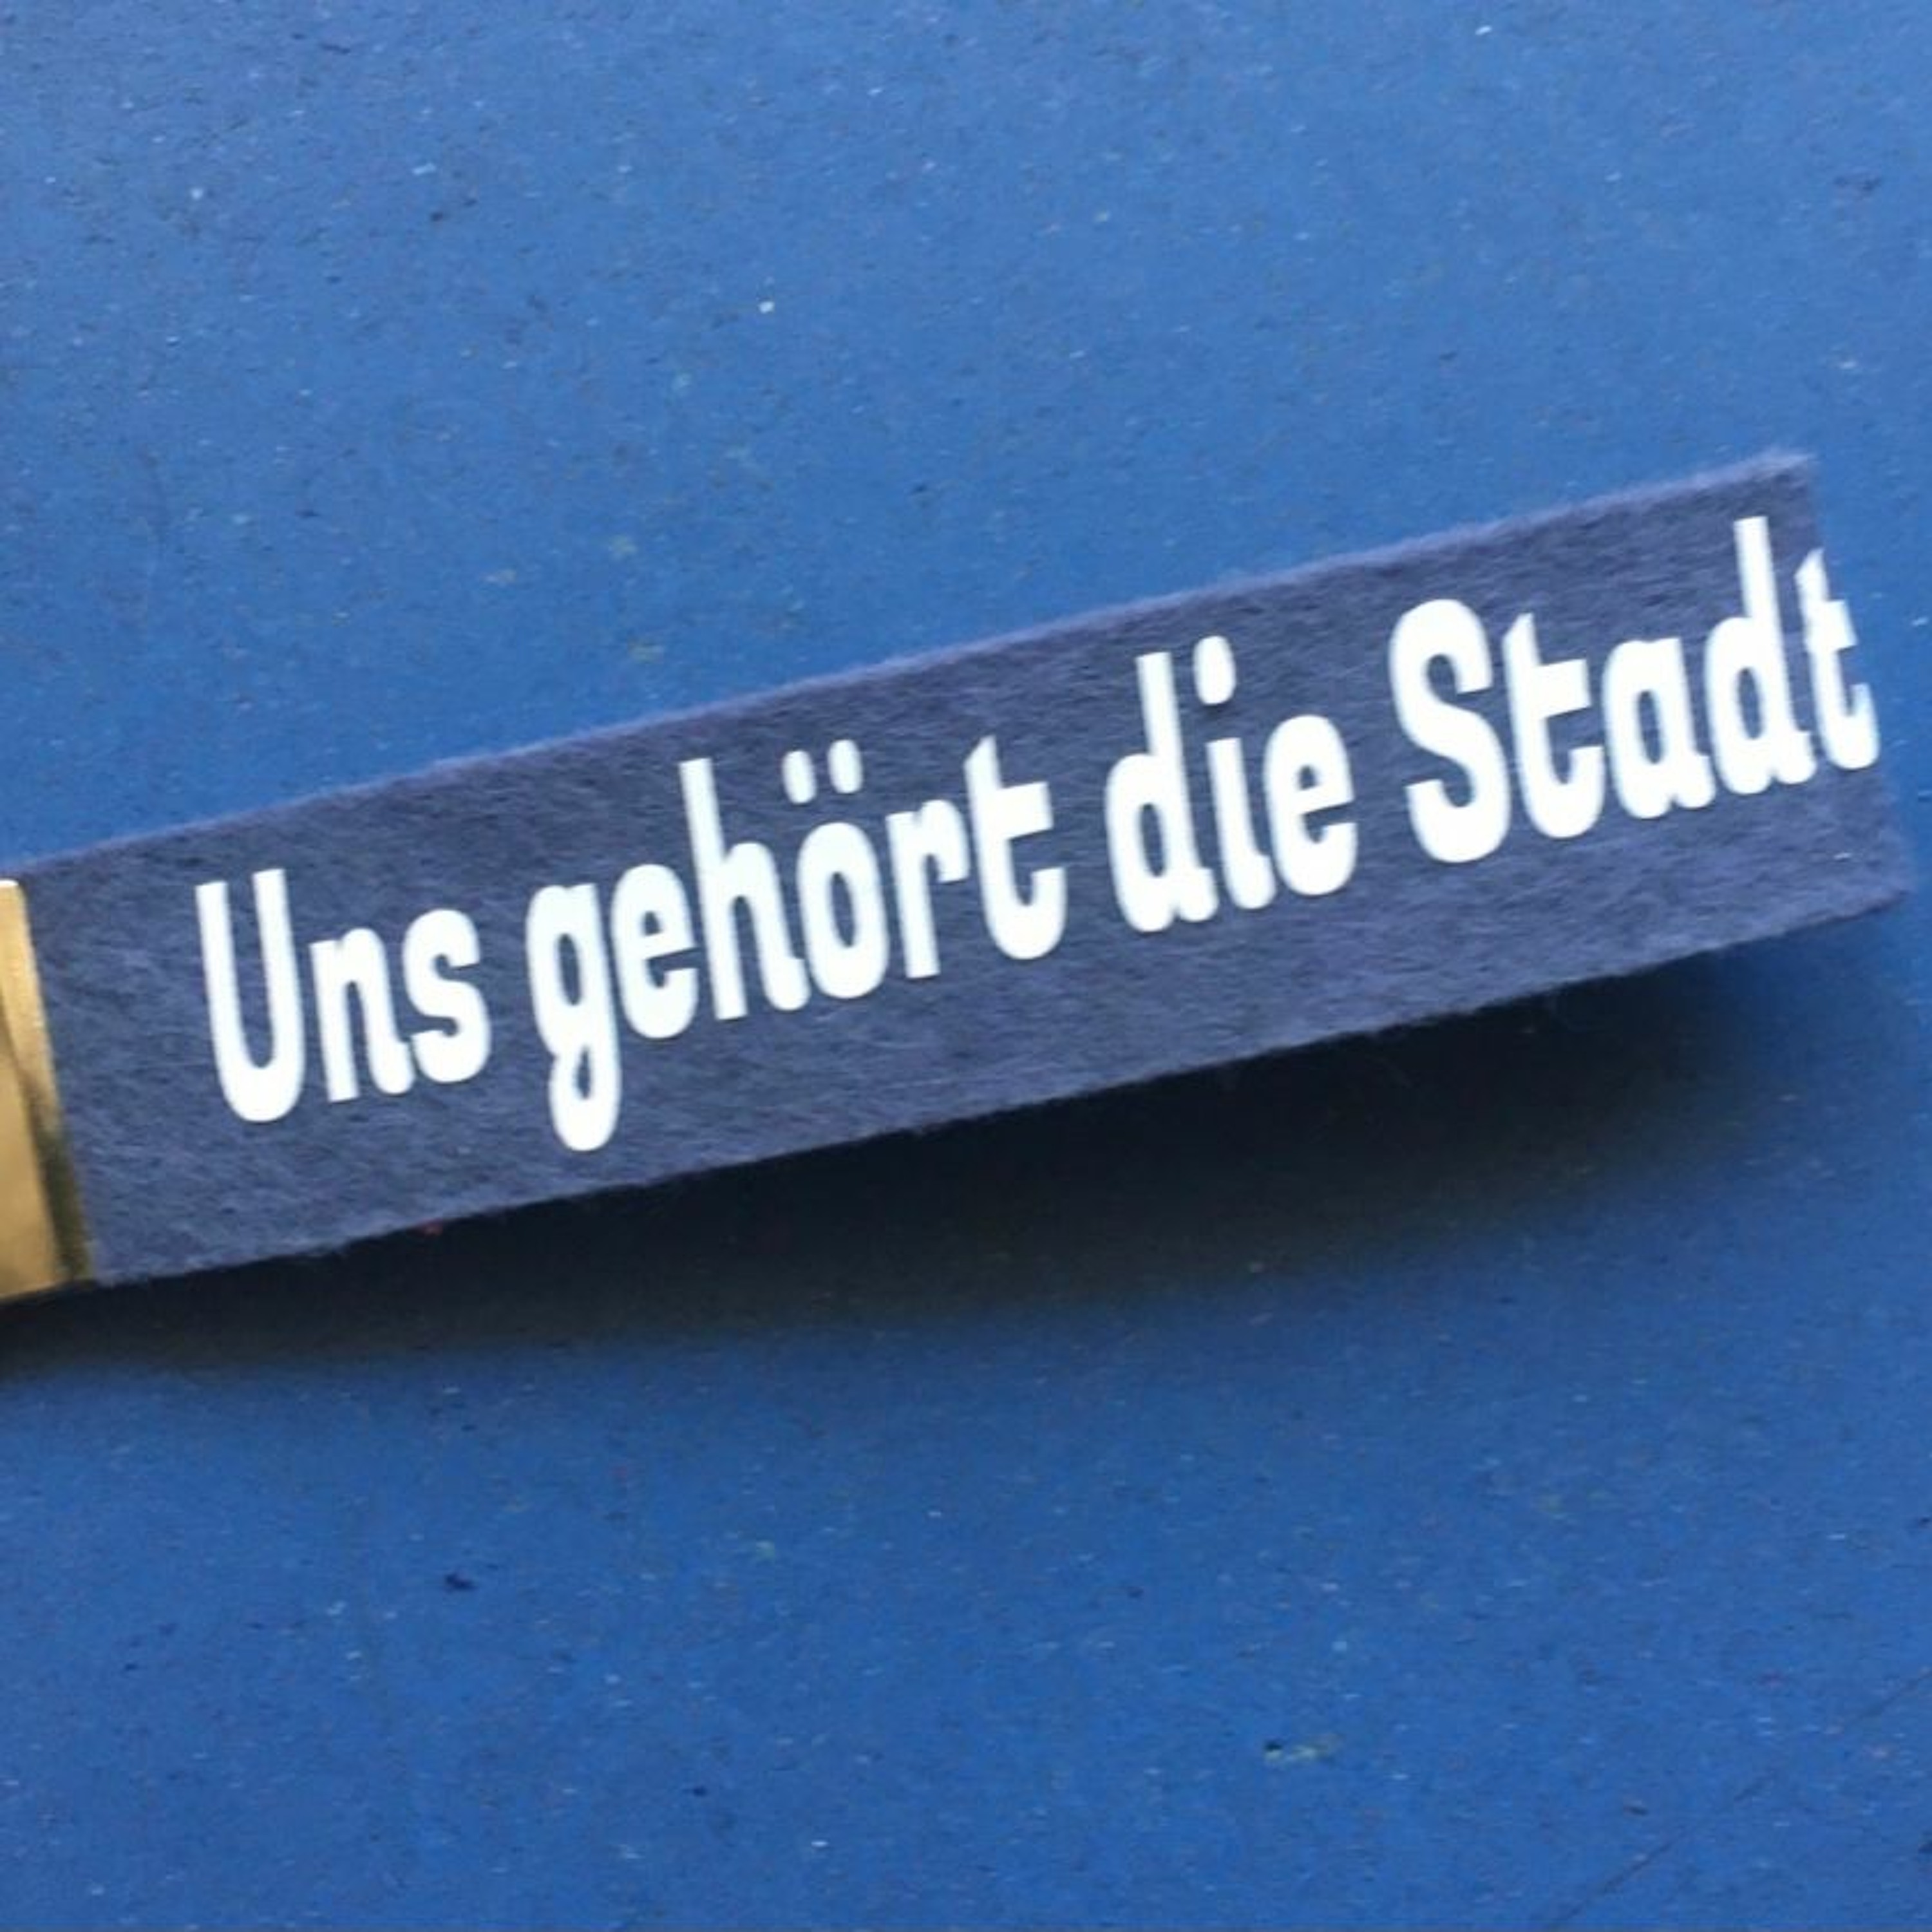 Uns gehört die Stadt